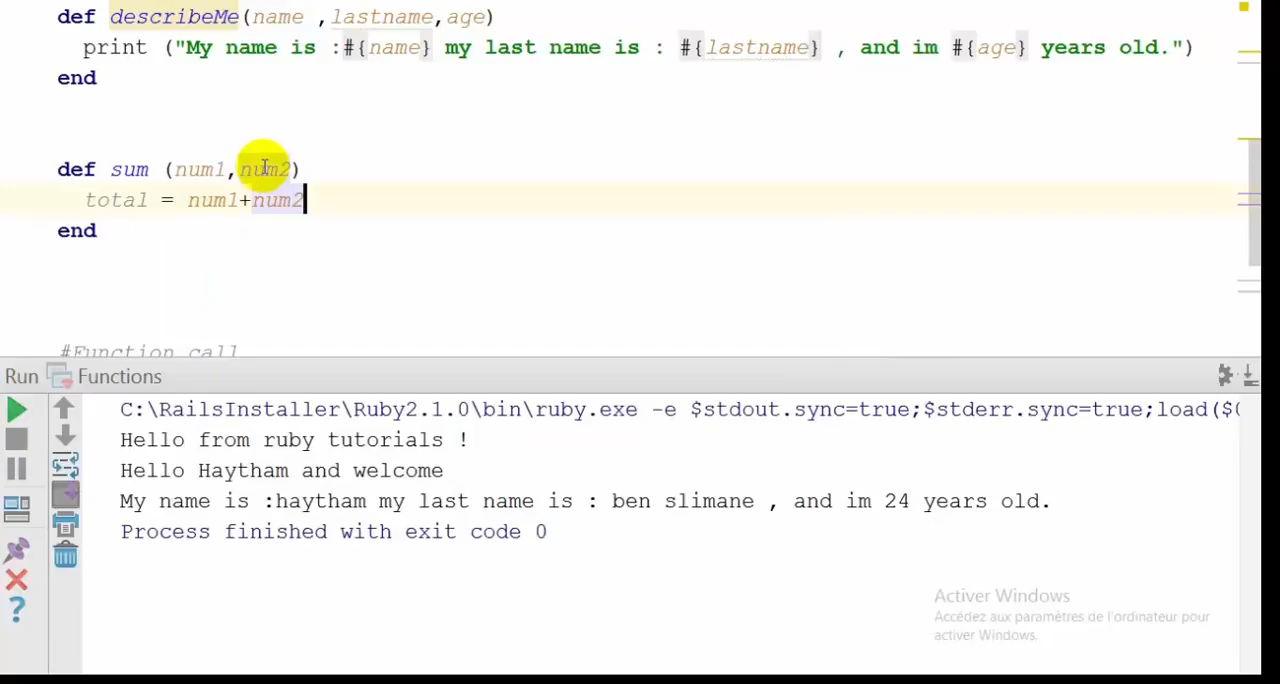 def describeMe(name ,lastname,age)
print ("My name is :#{name} my last name is : #{lastname} , and im #{age} years old.")
end
def sum (num1,num2)
total = num1+num2
end
#Function call
Run Functions
C:\RailsInstaller\Ruby2.1.0\bin\ruby.exe -e $stdout.sync=true;$stderr.sync=true;load($
Hello from ruby tutorials !
Hello Haytham and welcome
My name is :haytham my last name is : ben slimane , and im 24 years old.
Process finished with exit code 0
Activer Windows
Accédez aux paramètres de l'ordinateur pour
activer Windows.